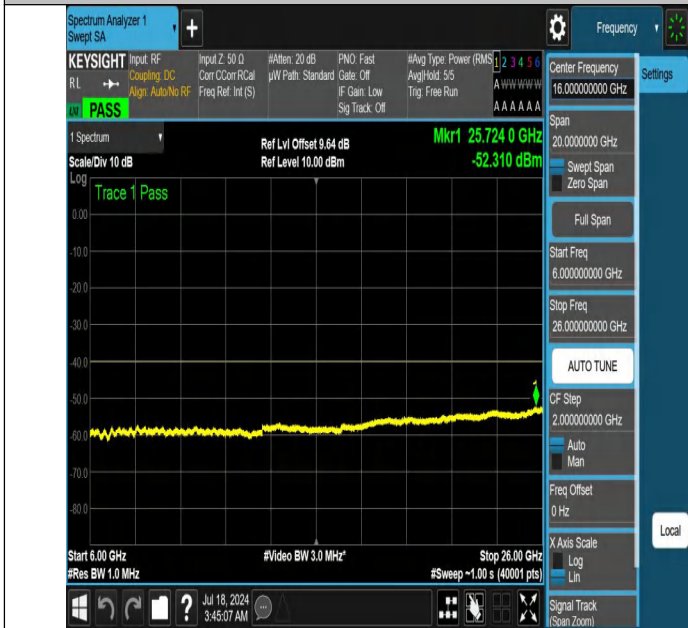 Spectrum Analyzer 1
Swept SA
Frequency
KEYSIGHT
RL
LXI
PASS
Input: RF
Coupling: DC
Align: Auto/No RF
Input Z: 50 Ω
Corr CCorr RCal
Freq Ref: Int (S)
#Atten: 20 dB
µW Path: Standard
PNO: Fast
Gate: Off
IF Gain: Low
Sig Track: Off
#Avg Type: Power (RMS
Avg|Hold: 5/5
Trig: Free Run
1 2 3 4 5 6
A W W W W W
A A A A A A
1 Spectrum
Scale/Div 10 dB
Ref Lvl Offset 9.64 dB
Ref Level 10.00 dBm
Mkr1 25.724 0 GHz
-52.310 dBm
Log
Trace 1 Pass
0.00
-10.0
-20.0
-30.0
-40.0
-50.0
-60.0
-70.0
-80.0
Start 6.00 GHz
#Res BW 1.0 MHz
#Video BW 3.0 MHz*
Stop 26.00 GHz
#Sweep ~1.00 s (40001 pts)
Jul 18, 2024
3:45:07 AM
Center Frequency
16.000000000 GHz
Settings
Span
20.0000000 GHz
Swept Span
Zero Span
Full Span
Start Freq
6.000000000 GHz
Stop Freq
26.000000000 GHz
AUTO TUNE
CF Step
2.000000000 GHz
Auto
Man
Freq Offset
0 Hz
X Axis Scale
Log
Lin
Local
Signal Track
(Span Zoom)